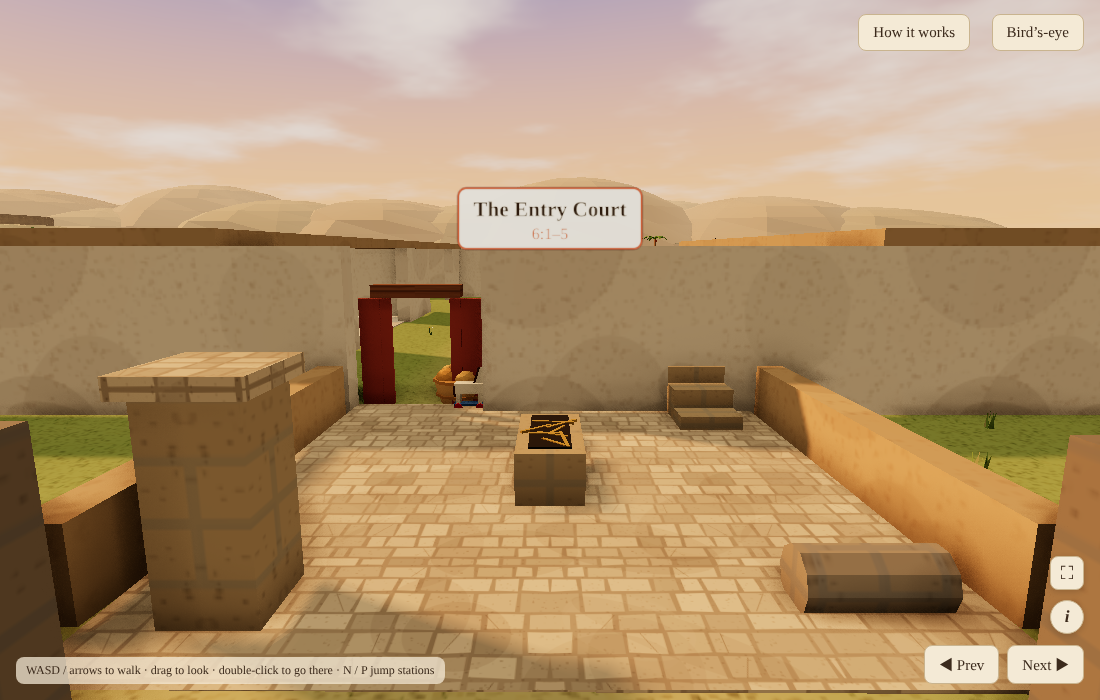 How it works
Bird’s-eye
The Entry Court
6:1–5
i
WASD / arrows to walk · drag to look · double-click to go there · N / P jump stations
◀ Prev
Next ▶